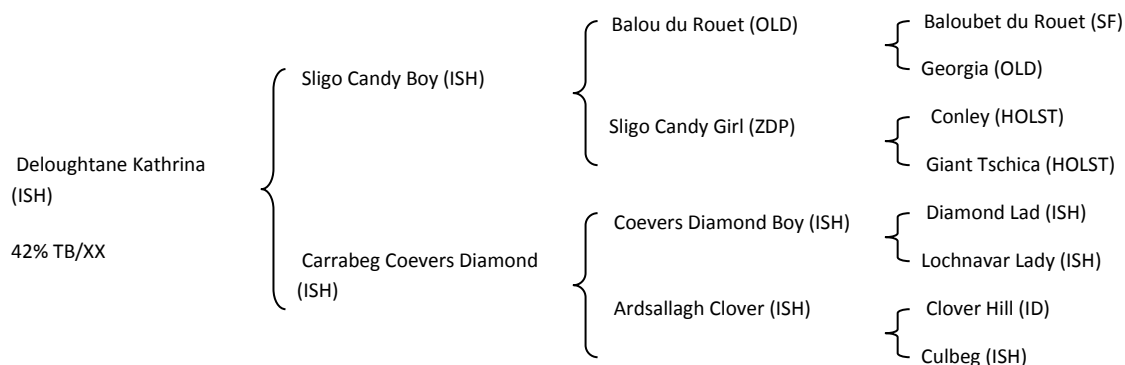 Deloughtane Kathrina
(ISH)
42% TB/XX
Sligo Candy Boy (ISH)
Carrabeg Coevers Diamond
(ISH)
Balou du Rouet (OLD)
Sligo Candy Girl (ZDP)
Coevers Diamond Boy (ISH)
Ardsallagh Clover (ISH)
Baloubet du Rouet (SF)
Georgia (OLD)
Conley (HOLST)
Giant Tschica (HOLST)
Diamond Lad (ISH)
Lochnavar Lady (ISH)
Clover Hill (ID)
Culbeg (ISH)